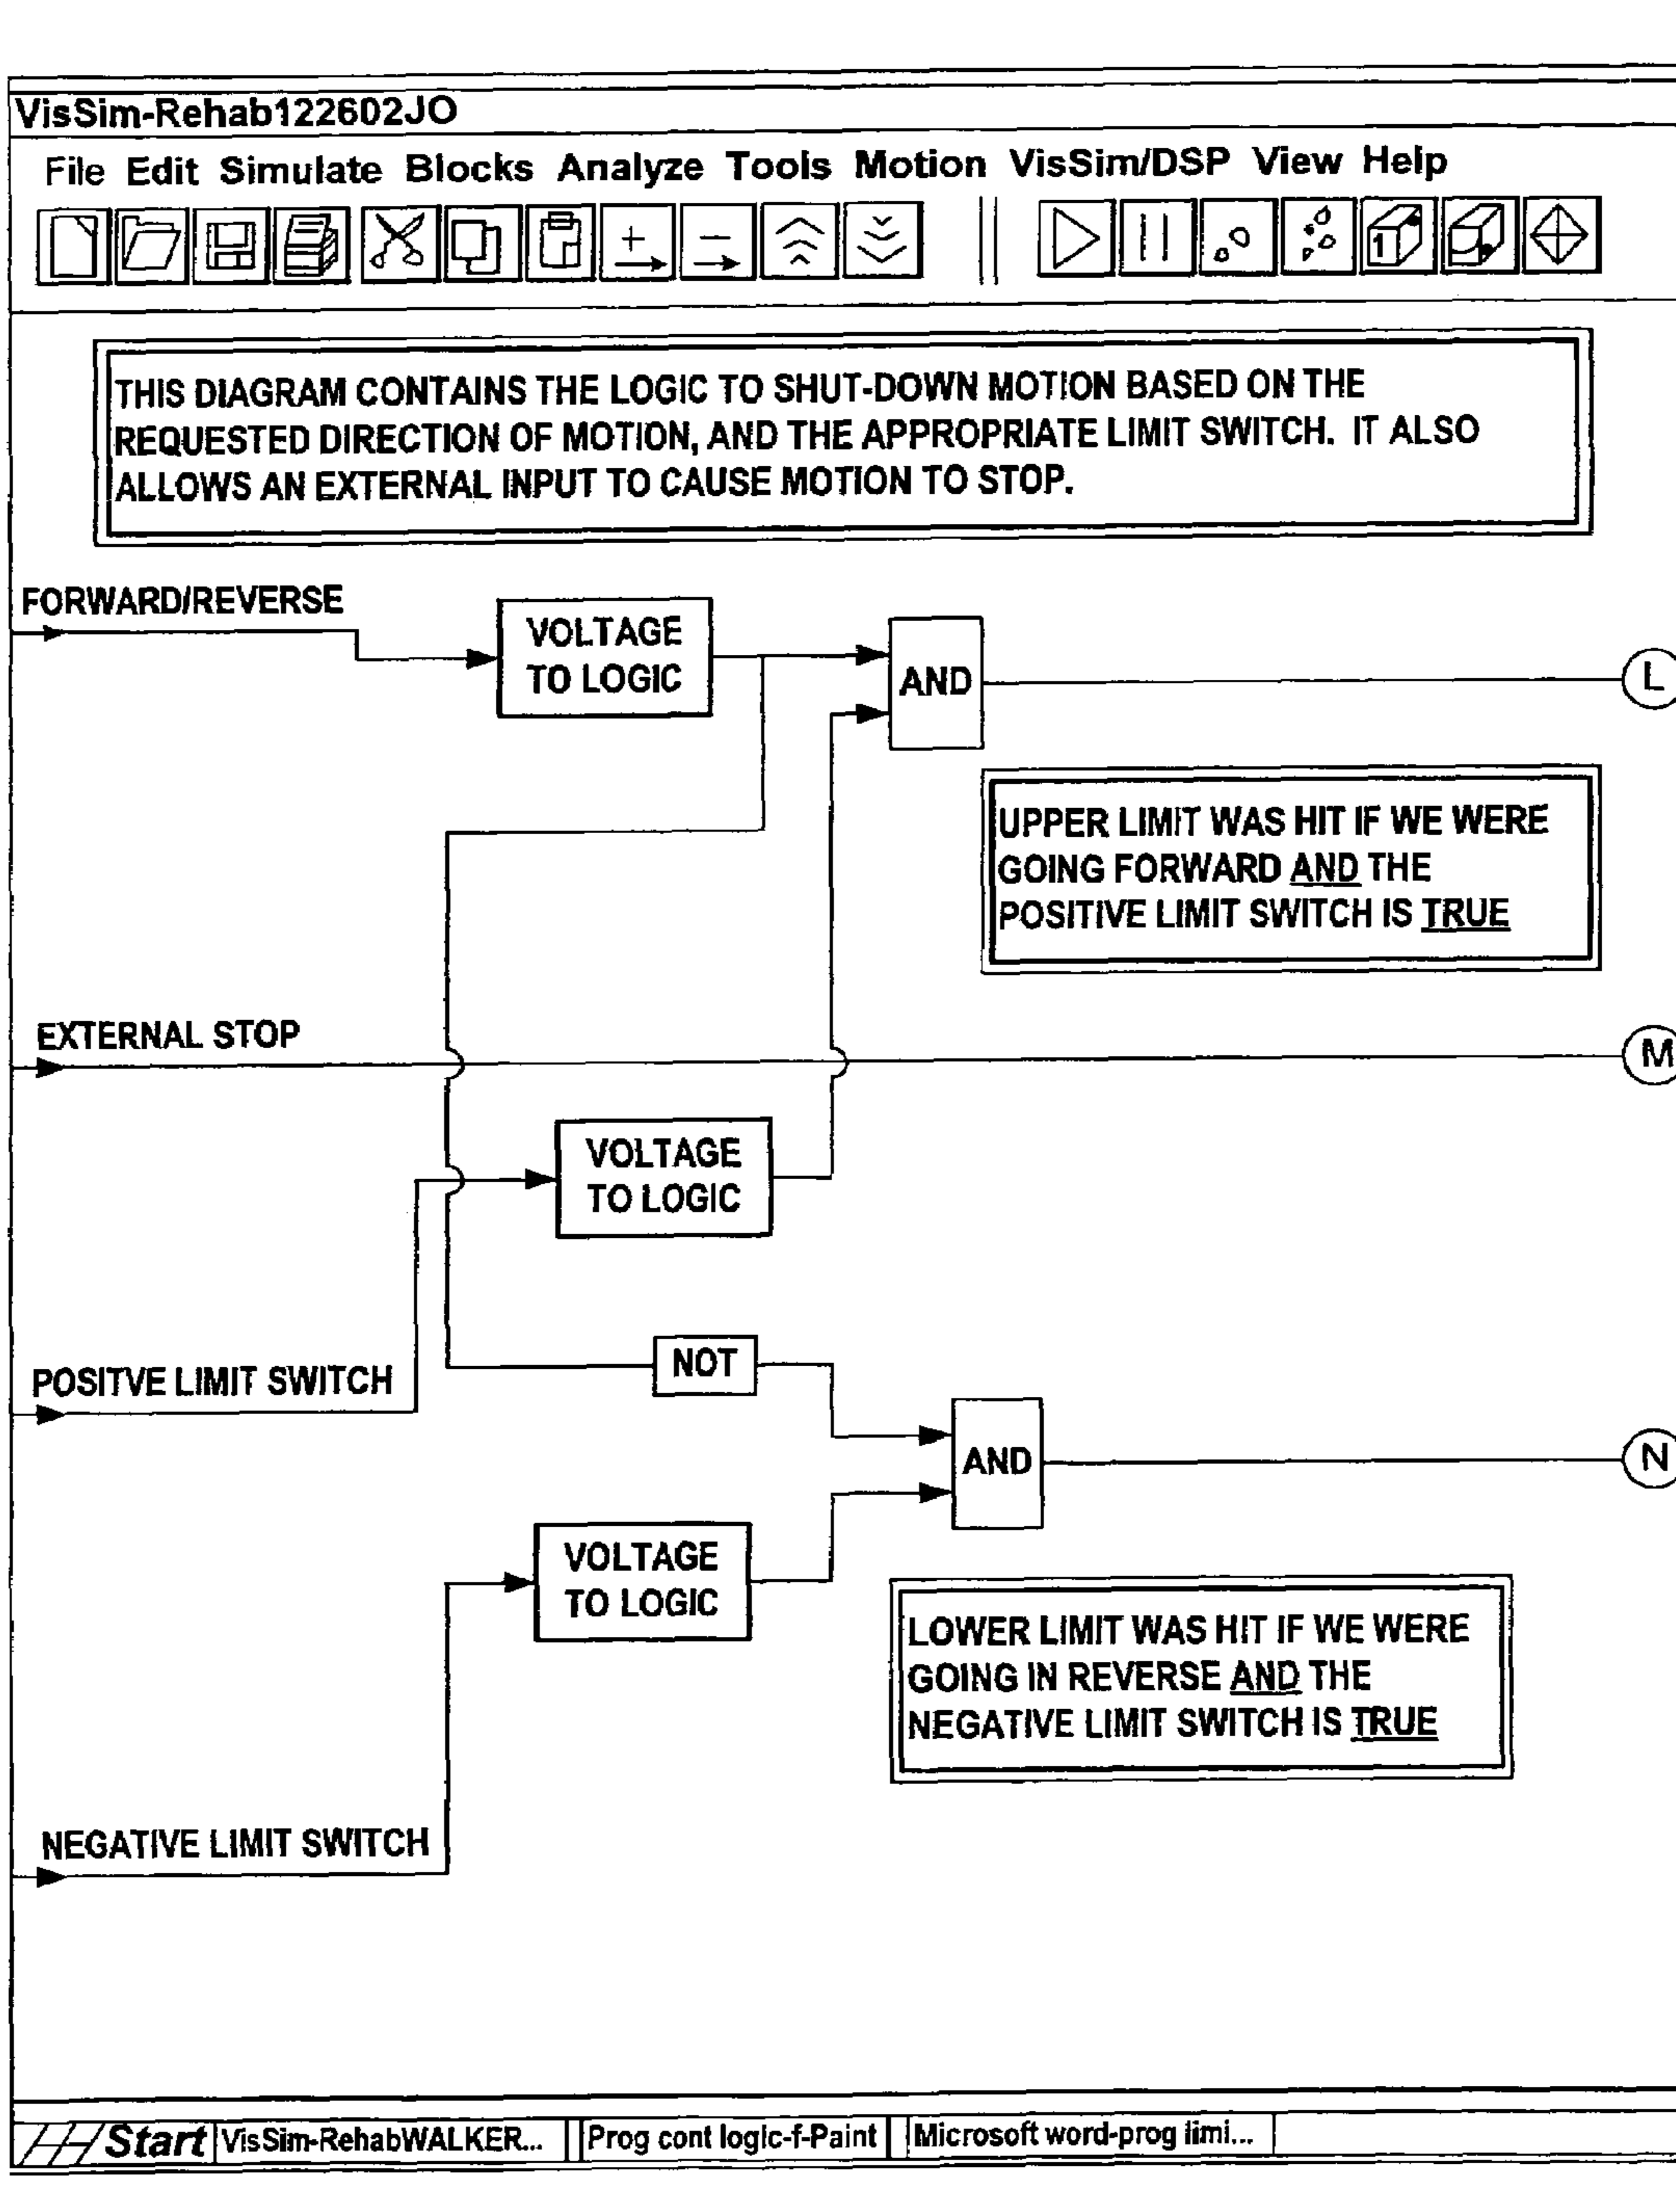 VisSim-Rehab122602JO
File Edit Simulate Blocks Analyze Tools Motion VisSim/DSP View Help
1
THIS DIAGRAM CONTAINS THE LOGIC TO SHUT-DOWN MOTION BASED ON THE
REQUESTED DIRECTION OF MOTION, AND THE APPROPRIATE LIMIT SWITCH. IT ALSO
ALLOWS AN EXTERNAL INPUT TO CAUSE MOTION TO STOP.
FORWARD/REVERSE
VOLTAGE
TO LOGIC
AND
L
UPPER LIMIT WAS HIT IF WE WERE
GOING FORWARD AND THE
POSITIVE LIMIT SWITCH IS TRUE
EXTERNAL STOP
M
VOLTAGE
TO LOGIC
POSITVE LIMIT SWITCH
NOT
AND
N
VOLTAGE
TO LOGIC
LOWER LIMIT WAS HIT IF WE WERE
GOING IN REVERSE AND THE
NEGATIVE LIMIT SWITCH IS TRUE
NEGATIVE LIMIT SWITCH
Start VisSim-RehabWALKER... Prog cont logic-f-Paint Microsoft word-prog limi...